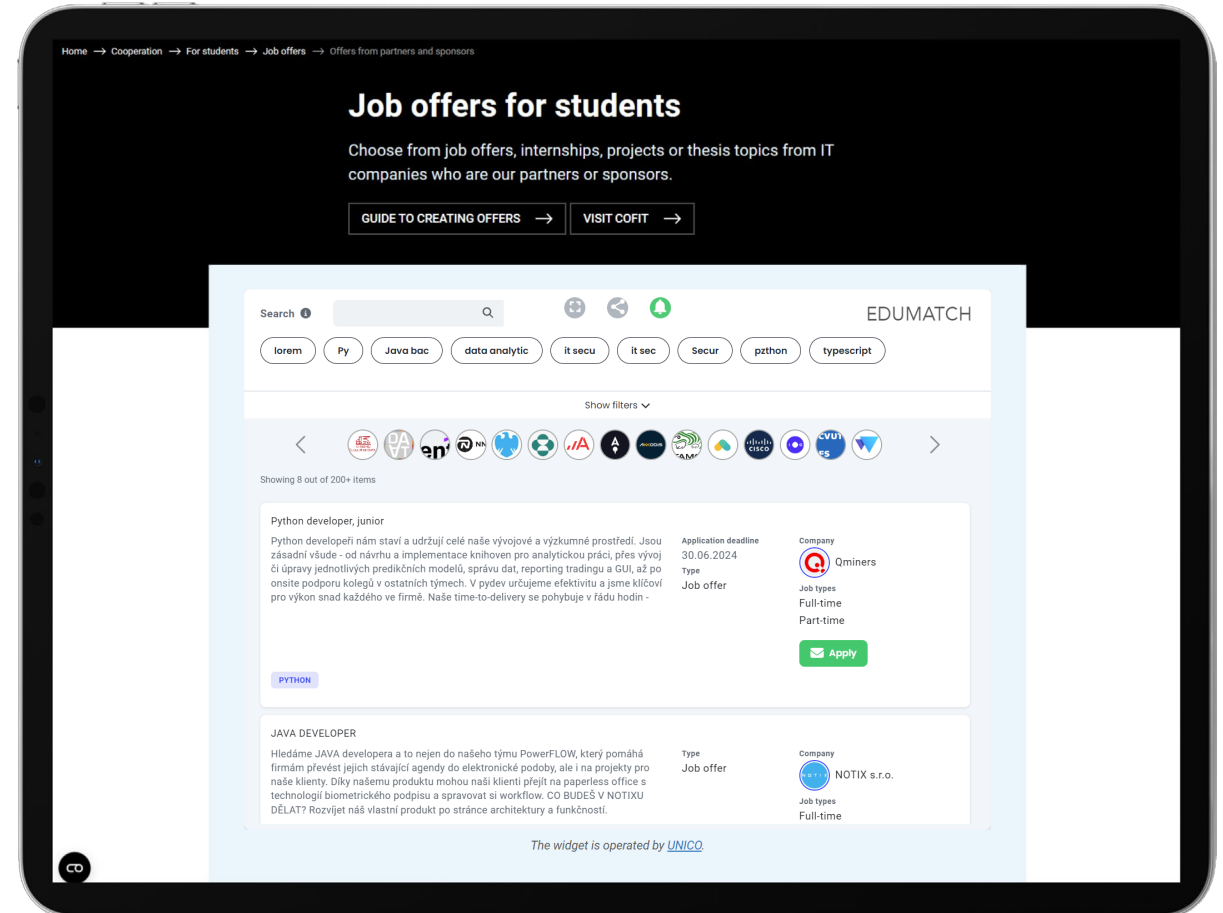 Home → Cooperation → For students → Job offers → Offers from partners and sponsors
Job offers for students
Choose from job offers, internships, projects or thesis topics from IT
companies who are our partners or sponsors.
GUIDE TO CREATING OFFERS →
VISIT COFIT →
Search
EDUMATCH
lorem
Py
Java bac
data analytic
it secu
it sec
Secur
pzthon
typescript
Show filters
CISCO
Showing 8 out of 200+ items
Python developer, junior
Python developeři nám staví a udržují celé naše vývojové a výzkumné prostředí. Jsou
zásadní všude - od návrhu a implementace knihoven pro analytickou práci, přes vývoj
či úpravy jednotlivých predikčních modelů, správu dat, reporting tradingu a GUI, až po
onsite podporu kolegů v ostatních týmech. V pydev určujeme efektivitu a jsme klíčoví
pro výkon snad každého ve firmě. Naše time-to-delivery se pohybuje v řádu hodin -
Application deadline
30.06.2024
Type
Job offer
Company
Qminers
Job types
Full-time
Part-time
Apply
PYTHON
JAVA DEVELOPER
Hledáme JAVA developera a to nejen do našeho týmu PowerFLOW, který pomáhá
firmám převést jejich stávající agendy do elektronické podoby, ale i na projekty pro
naše klienty. Díky našemu produktu mohou naši klienti přejít na paperless office s
technologií biometrického podpisu a spravovat si workflow. CO BUDEŠ V NOTIXU
DĚLAT? Rozvíjet náš vlastní produkt po stránce architektury a funkčností.
Type
Job offer
Company
NOTIX
NOTIX s.r.o.
Job types
Full-time
The widget is operated by UNICO.